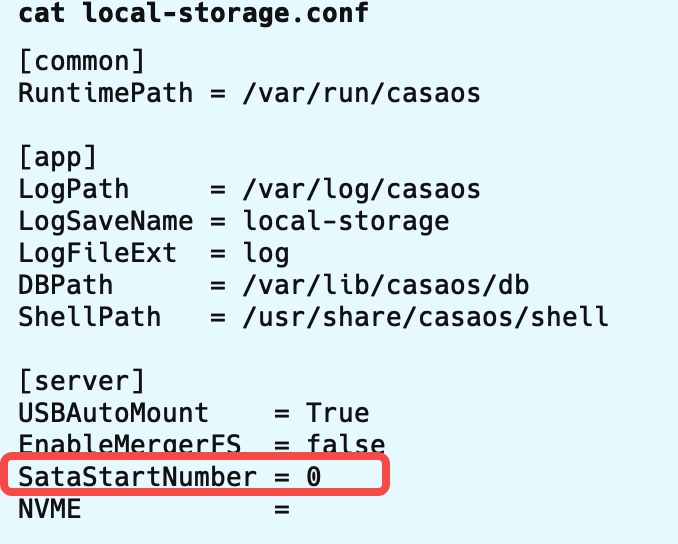 cat local-storage.conf
[common]
RuntimePath = /var/run/casaos
[app]
LogPath     = /var/log/casaos
LogSaveName = local-storage
LogFileExt  = log
DBPath      = /var/lib/casaos/db
ShellPath   = /usr/share/casaos/shell
[server]
USBAutoMount    = True
EnableMergerFS  = false
SataStartNumber = 0
NVME            =